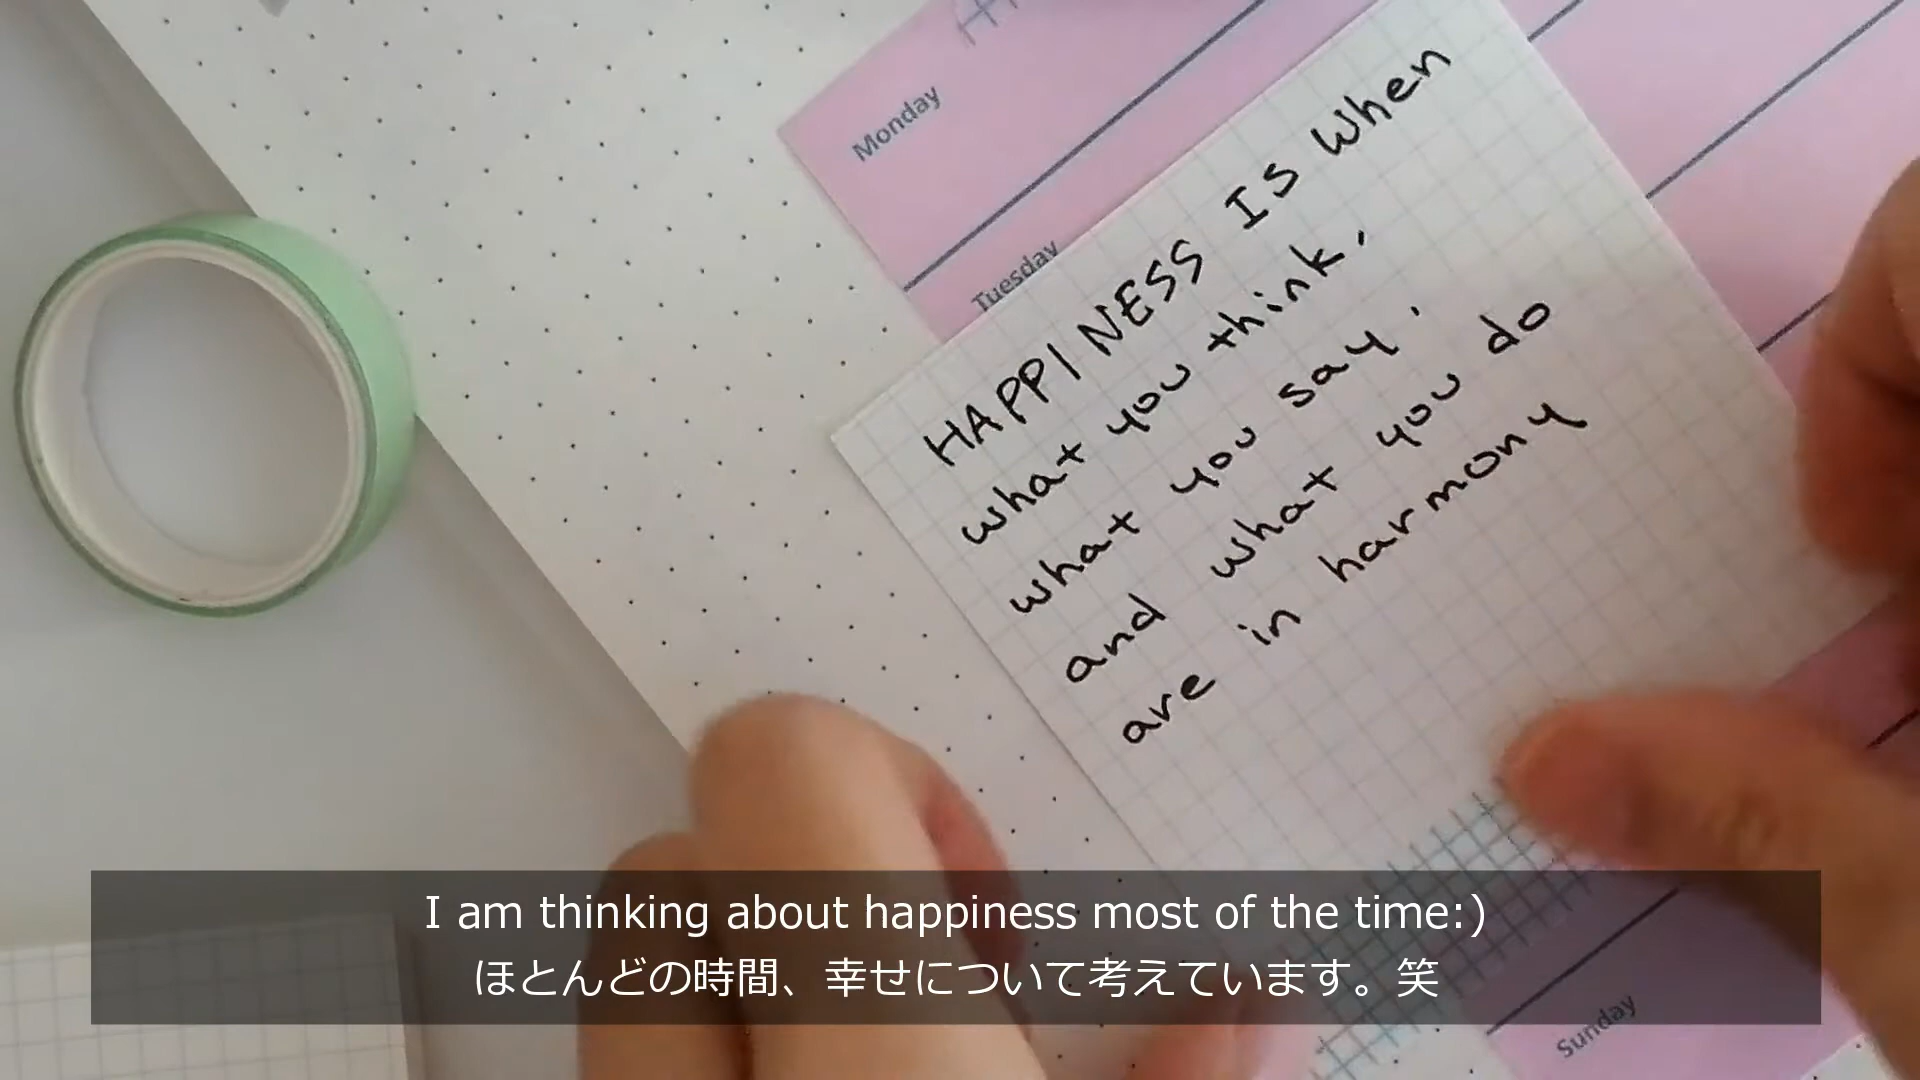 Monday
Tuesday
HAPPINESS IS When
what you think,
what you say,
and what you do
are in harmony
Sunday
I am thinking about happiness most of the time:)
ほとんどの時間、幸せについて考えています。笑